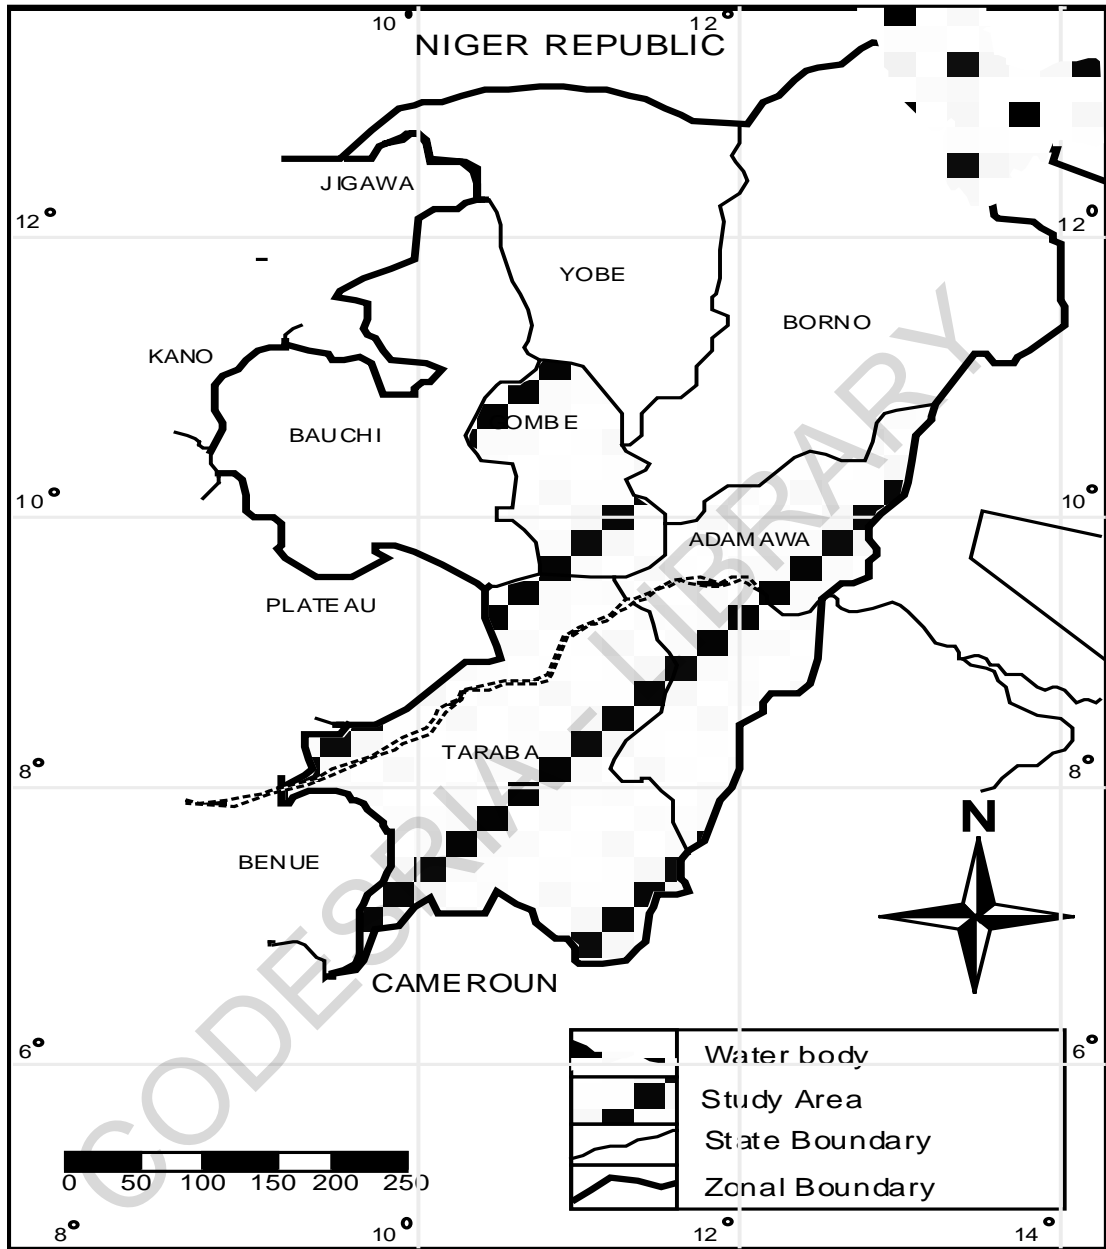 10° 12°
NIGER REPUBLIC
JIGAWA
12° 12°
YOBE
BORNO
KANO
GOMBE
BAUCHI
10° 10°
ADAMAWA
PLATEAU
TARABA
8° 8°
BENUE
N
CAMEROUN
6° 6°
Water body
Study Area
State Boundary
Zonal Boundary
0 50 100 150 200 250
8° 10° 12° 14°
CODESRIA - LIBRARY